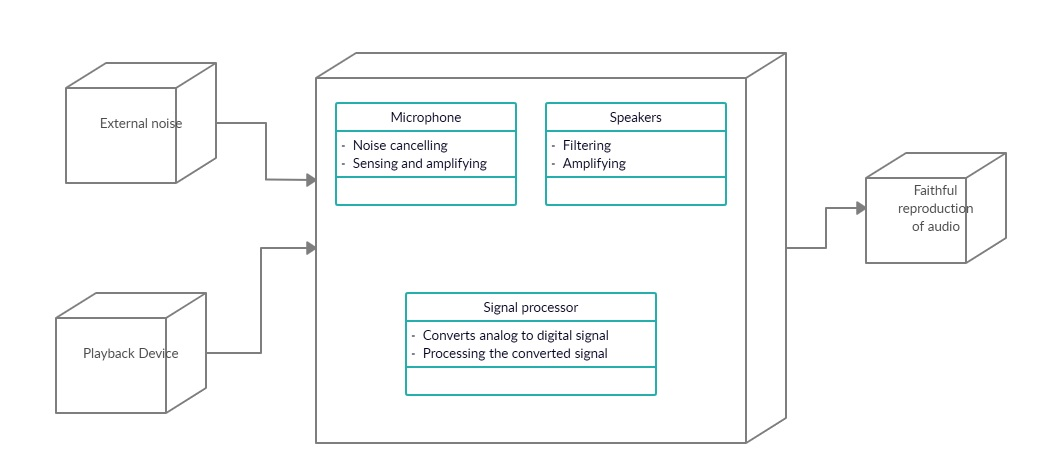 External noise
Microphone
- Noise cancelling
- Sensing and amplifying
Speakers
- Filtering
- Amplifying
Faithful
reproduction
of audio
Playback Device
Signal processor
- Converts analog to digital signal
- Processing the converted signal